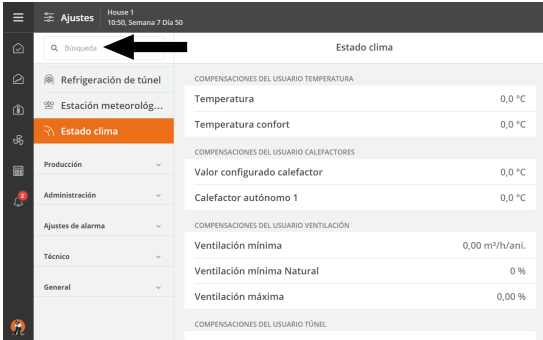 Ajustes
House 1
10:50, Semana 7 Día 50
Búsqueda
Refrigeración de túnel
Estación meteorológ...
Estado clima
Producción
Administración
Ajustes de alarma
Técnico
General
2
Estado clima
COMPENSACIONES DEL USUARIO TEMPERATURA
Temperatura 0,0 °C
Temperatura confort 0,0 °C
COMPENSACIONES DEL USUARIO CALEFACTORES
Valor configurado calefactor 0,0 °C
Calefactor autónomo 1 0,0 °C
COMPENSACIONES DEL USUARIO VENTILACIÓN
Ventilación mínima 0,00 m³/h/ani.
Ventilación mínima Natural 0 %
Ventilación máxima 0,00 %
COMPENSACIONES DEL USUARIO TÚNEL